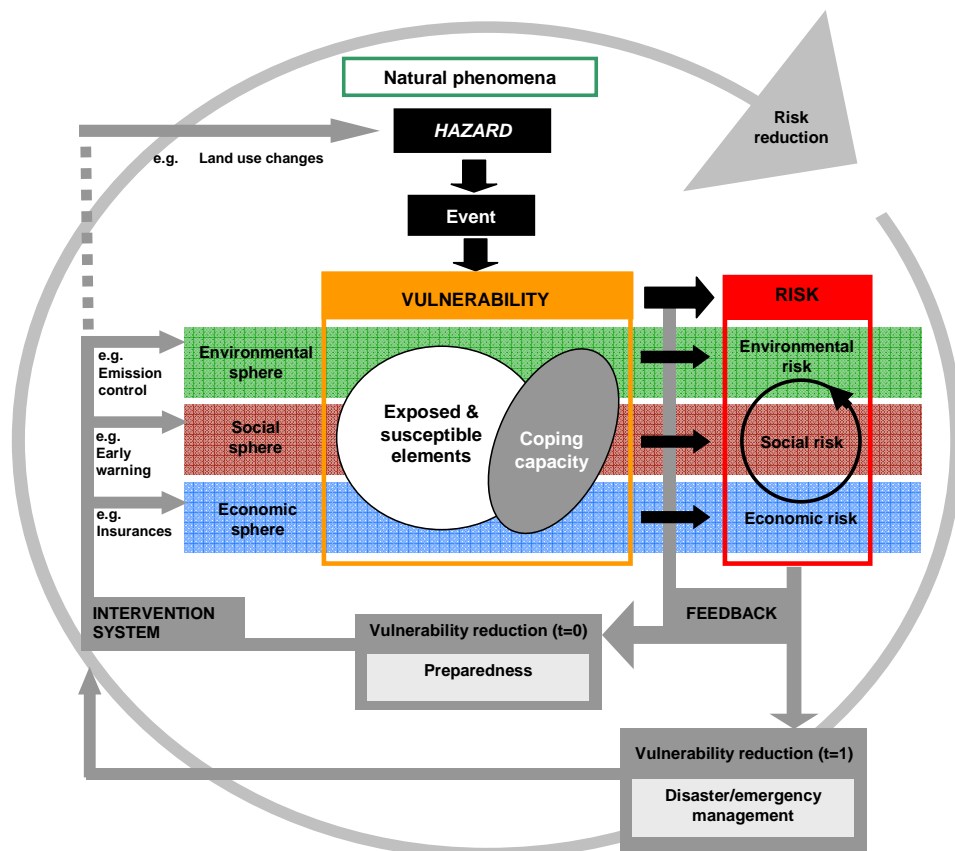 Natural phenomena
HAZARD
Risk
reduction
e.g. Land use changes
Event
VULNERABILITY
RISK
e.g.
Emission
control
Environmental
sphere
Environmental
risk
Exposed &
susceptible
elements
Coping
capacity
e.g.
Early
warning
Social
sphere
Social risk
e.g.
Insurances
Economic
sphere
Economic risk
INTERVENTION
SYSTEM
Vulnerability reduction (t=0)
Preparedness
FEEDBACK
Vulnerability reduction (t=1)
Disaster/emergency
management